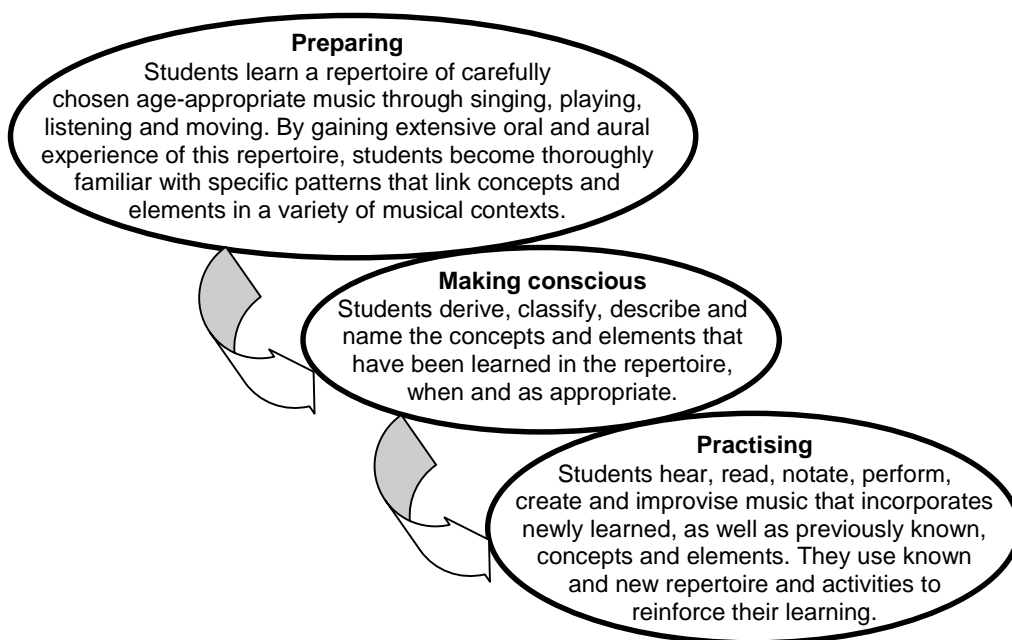 Preparing
Students learn a repertoire of carefully
chosen age-appropriate music through singing, playing,
listening and moving. By gaining extensive oral and aural
experience of this repertoire, students become thoroughly
familiar with specific patterns that link concepts and
elements in a variety of musical contexts.
Making conscious
Students derive, classify, describe and
name the concepts and elements that
have been learned in the repertoire,
when and as appropriate.
Practising
Students hear, read, notate, perform,
create and improvise music that incorporates
newly learned, as well as previously known,
concepts and elements. They use known
and new repertoire and activities to
reinforce their learning.